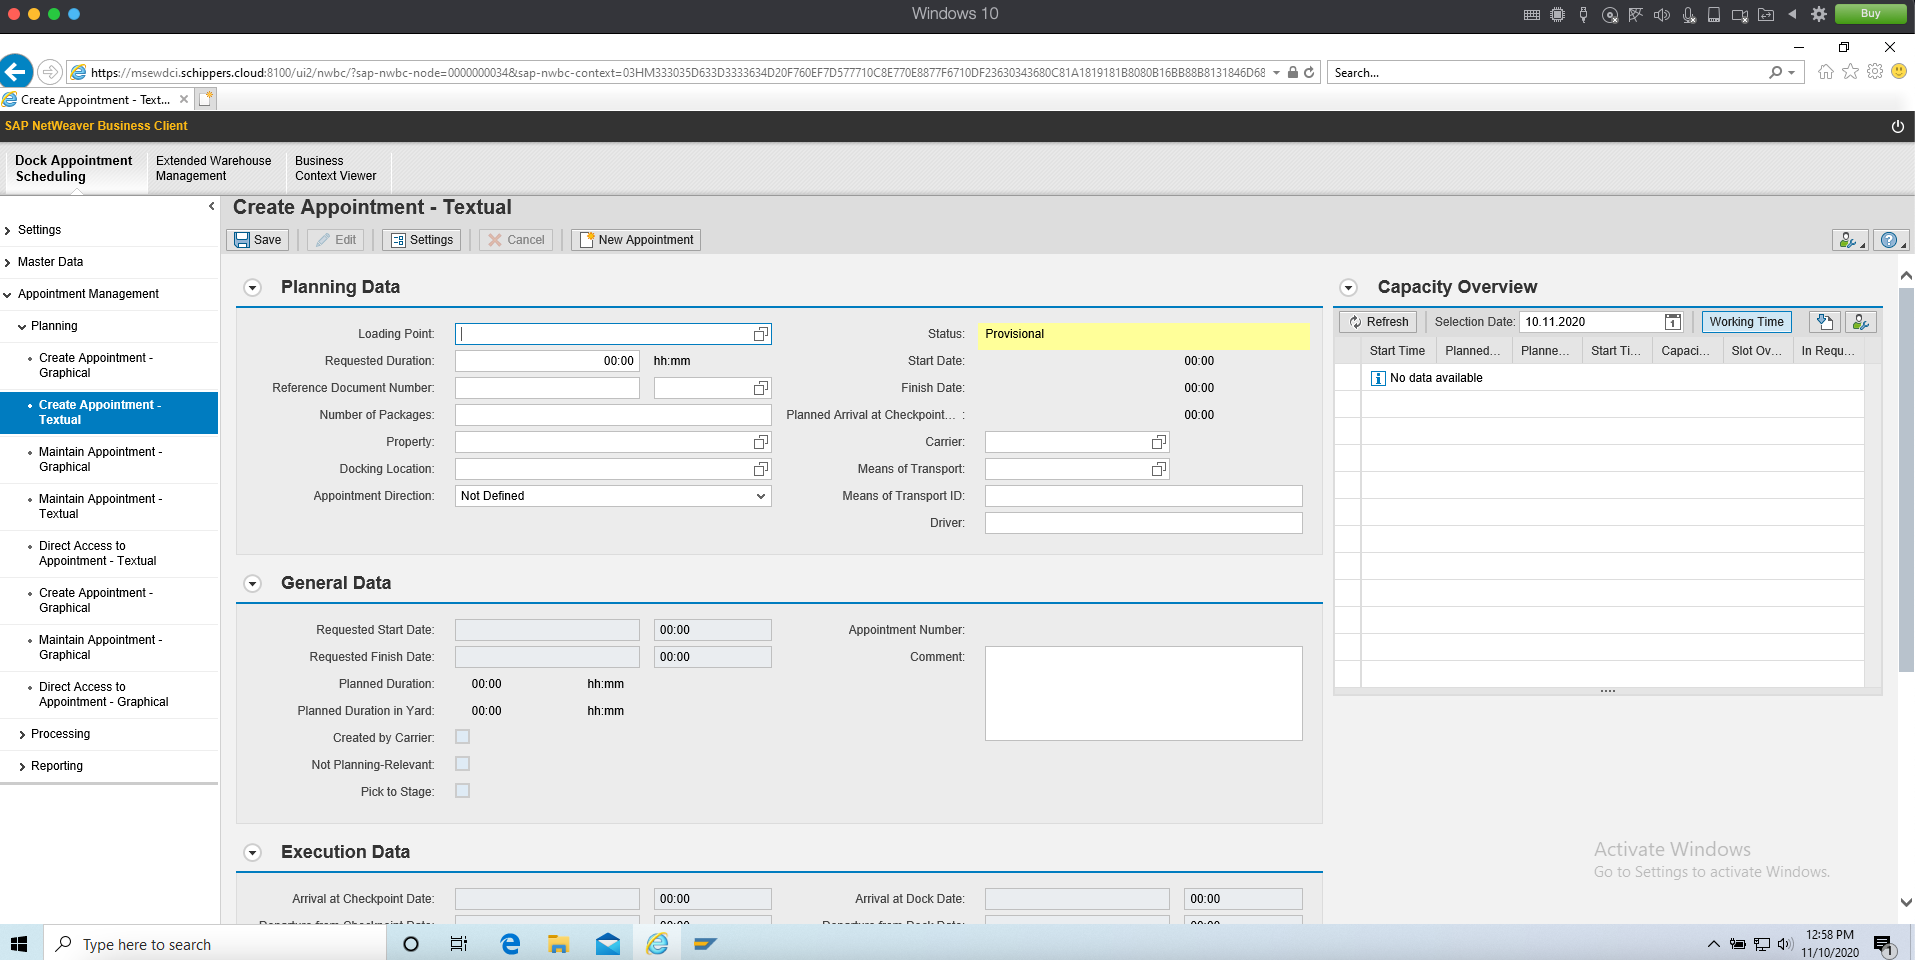 Windows 10
Buy
https://msewdci.schippers.cloud:8100/ui2/nwbc/?sap-nwbc-node=0000000034&sap-nwbc-context=03HM333035D633D3333634D20F760EF7D577710C8E770E8877F6710DF23630343680C81A1819181B8080B16BB88B8131846D68
Search...
Create Appointment - Text...
SAP NetWeaver Business Client
Dock Appointment
Scheduling
Extended Warehouse
Management
Business
Context Viewer
Settings
Master Data
Appointment Management
Planning
Create Appointment -
Graphical
Create Appointment -
Textual
Maintain Appointment -
Graphical
Maintain Appointment -
Textual
Direct Access to
Appointment - Textual
Create Appointment -
Graphical
Maintain Appointment -
Graphical
Direct Access to
Appointment - Graphical
Processing
Reporting
Create Appointment - Textual
Save Edit Settings Cancel New Appointment
Planning Data
Loading Point:
Requested Duration: 00:00 hh:mm
Reference Document Number:
Number of Packages:
Property:
Docking Location:
Appointment Direction: Not Defined
Status: Provisional
Start Date: 00:00
Finish Date: 00:00
Planned Arrival at Checkpoint... : 00:00
Carrier:
Means of Transport:
Means of Transport ID:
Driver:
General Data
Requested Start Date: 00:00
Requested Finish Date: 00:00
Planned Duration: 00:00 hh:mm
Planned Duration in Yard: 00:00 hh:mm
Created by Carrier:
Not Planning-Relevant:
Pick to Stage:
Appointment Number:
Comment:
Execution Data
Arrival at Checkpoint Date: 00:00
Arrival at Dock Date: 00:00
Capacity Overview
Refresh Selection Date: 10.11.2020 1 Working Time
Start Time Planned... Planne... Start Ti... Capaci... Slot Ov... In Requ...
No data available
Activate Windows
Go to Settings to activate Windows.
Type here to search
12:58 PM
11/10/2020
1